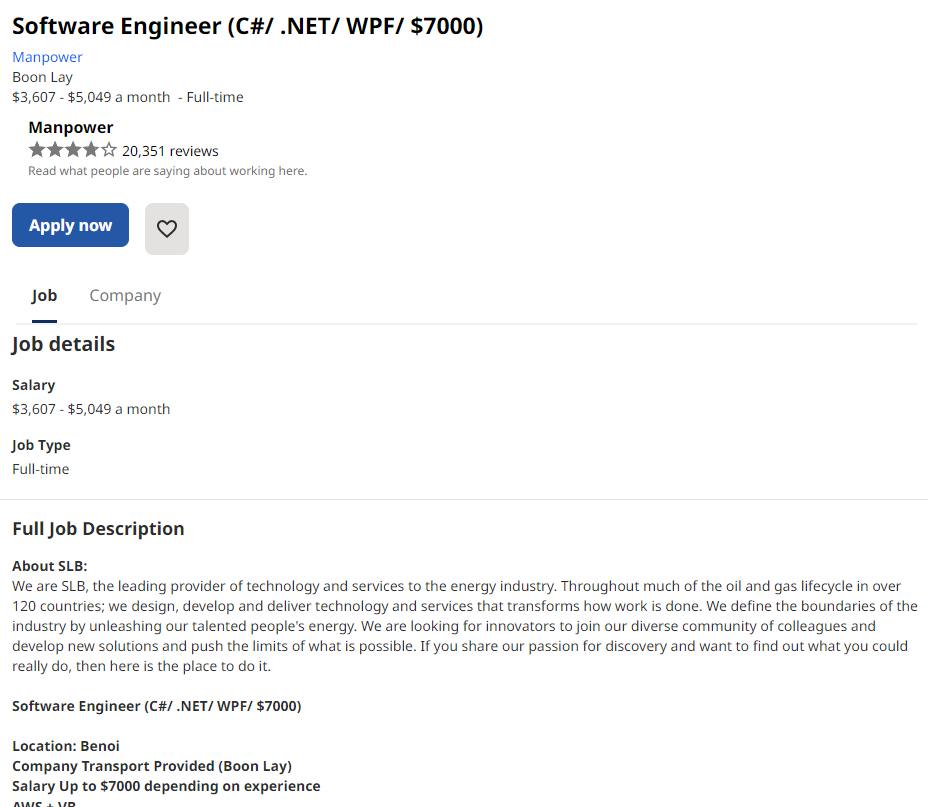 Software Engineer (C#/ .NET/ WPF/ $7000)
Manpower
Boon Lay
$3,607 - $5,049 a month - Full-time
Manpower
20,351 reviews
Read what people are saying about working here.
Apply now
Job Company
Job details
Salary
$3,607 - $5,049 a month
Job Type
Full-time
Full Job Description
About SLB:
We are SLB, the leading provider of technology and services to the energy industry. Throughout much of the oil and gas lifecycle in over
120 countries; we design, develop and deliver technology and services that transforms how work is done. We define the boundaries of the
industry by unleashing our talented people's energy. We are looking for innovators to join our diverse community of colleagues and
develop new solutions and push the limits of what is possible. If you share our passion for discovery and want to find out what you could
really do, then here is the place to do it.
Software Engineer (C#/ .NET/ WPF/ $7000)
Location: Benoi
Company Transport Provided (Boon Lay)
Salary Up to $7000 depending on experience
AWS + VB